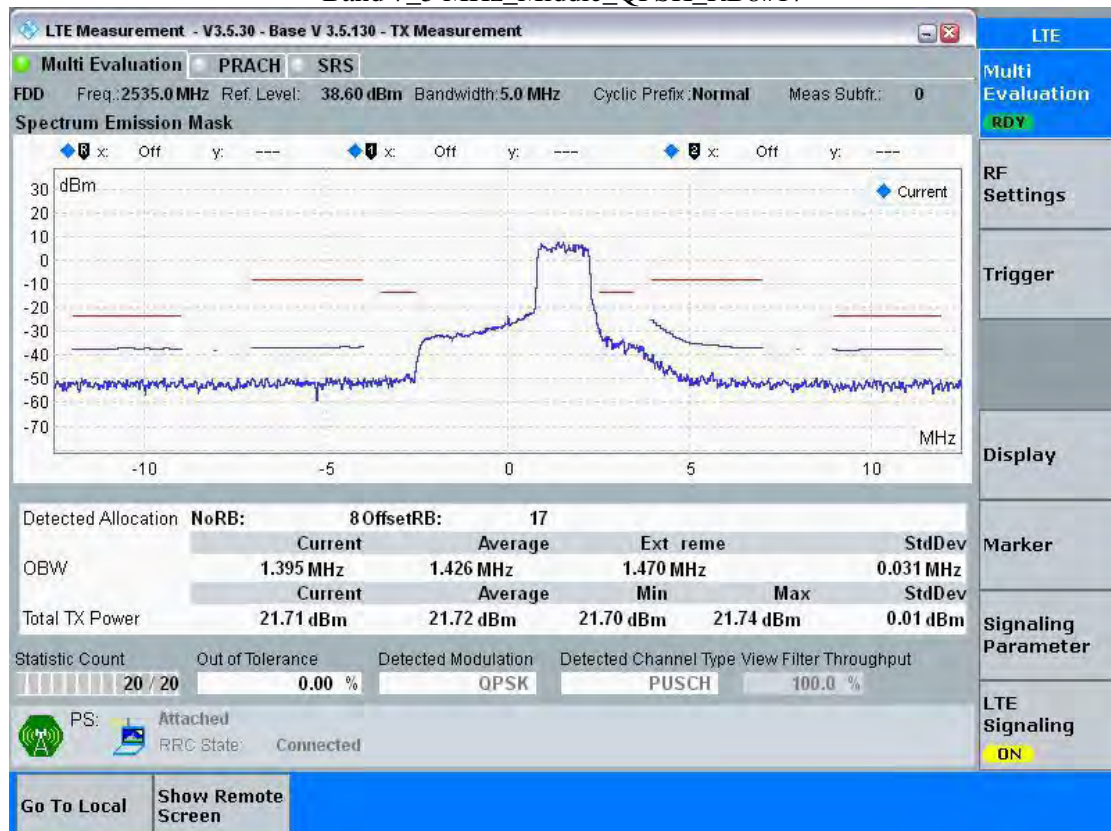 LTE Measurement - V3.5.30 - Base V 3.5.130 - TX Measurement
LTE
Multi Evaluation PRACH SRS
Multi Evaluation
RDY
FDD Freq.:2535.0 MHz Ref. Level: 38.60 dBm Bandwidth:5.0 MHz Cyclic Prefix :Normal Meas Subfr.: 0
Spectrum Emission Mask
R x: Off y: --- 1 x: Off y: --- 2 x: Off y: ---
RF Settings
dBm
Current
30
20
10
0
-10
-20
-30
-40
-50
-60
-70
MHz
-10 -5 0 5 10
Trigger
Display
Detected Allocation NoRB: 8 OffsetRB: 17
Current Average Ext reme StdDev
OBW 1.395 MHz 1.426 MHz 1.470 MHz 0.031 MHz
Current Average Min Max StdDev
Total TX Power 21.71 dBm 21.72 dBm 21.70 dBm 21.74 dBm 0.01 dBm
Marker
Signaling Parameter
Statistic Count Out of Tolerance Detected Modulation Detected Channel Type View Filter Throughput
20 / 20 0.00 % QPSK PUSCH 100.0 %
PS: Attached
RRC State: Connected
LTE Signaling
ON
Go To Local
Show Remote Screen